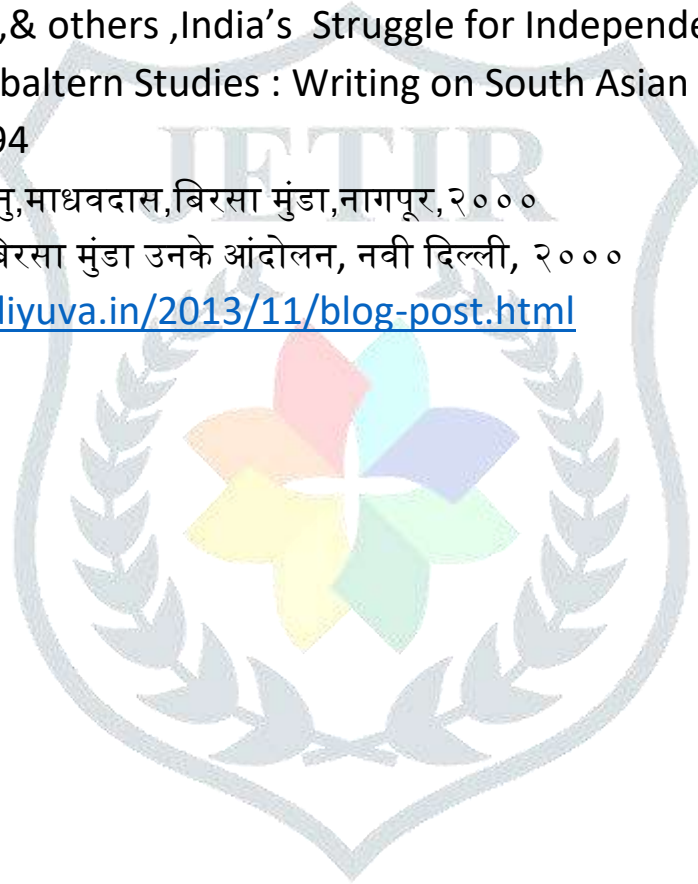 ,& others ,India’s Struggle for Independe
baltern Studies : Writing on South Asian
94
नु,माधवदास,बिरसा मुंडा,नागपूर,२०००
बिरसा मुंडा उनके आंदोलन, नवी दिल्ली, २०००
liyuva.in/2013/11/blog-post.html
JETIR